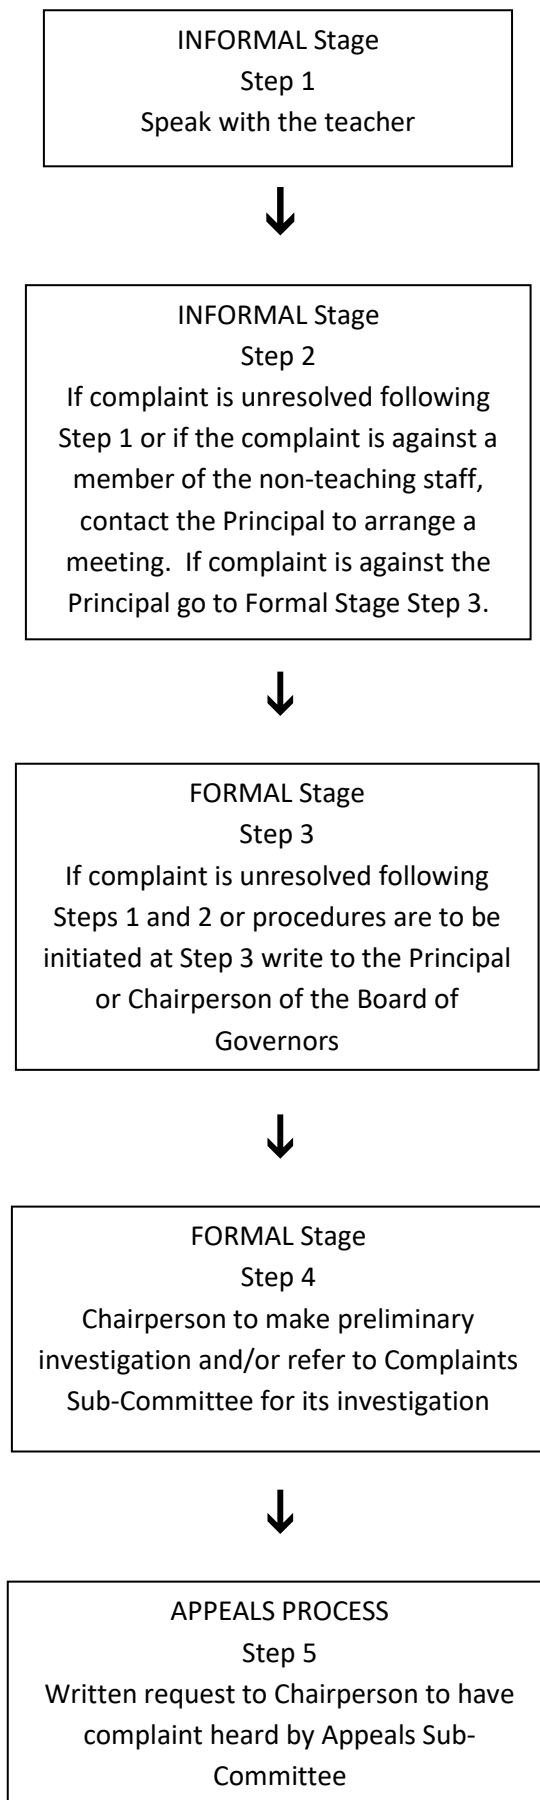 INFORMAL Stage
Step 1
Speak with the teacher
↓
INFORMAL Stage
Step 2
If complaint is unresolved following
Step 1 or if the complaint is against a
member of the non-teaching staff,
contact the Principal to arrange a
meeting.  If complaint is against the
Principal go to Formal Stage Step 3.
↓
FORMAL Stage
Step 3
If complaint is unresolved following
Steps 1 and 2 or procedures are to be
initiated at Step 3 write to the Principal
or Chairperson of the Board of
Governors
↓
FORMAL Stage
Step 4
Chairperson to make preliminary
investigation and/or refer to Complaints
Sub-Committee for its investigation
↓
APPEALS PROCESS
Step 5
Written request to Chairperson to have
complaint heard by Appeals Sub-
Committee